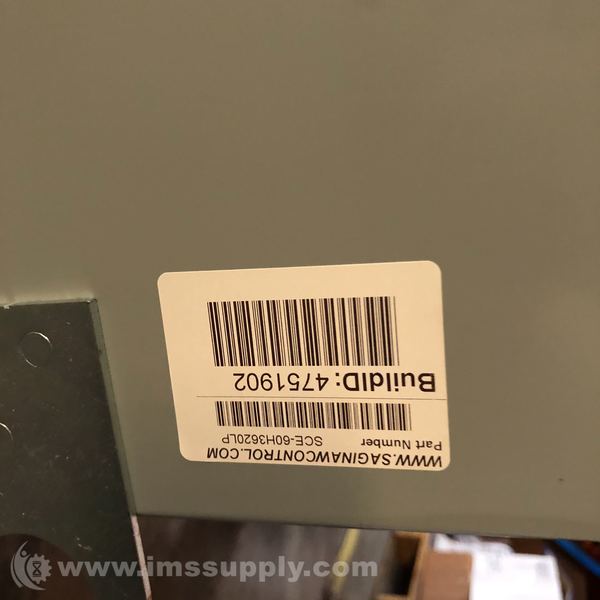 WWW.SAGINAWCONTROL.COM
Part Number SCE-60H3620LP
BuildID: 4751902
www.imssupply.com